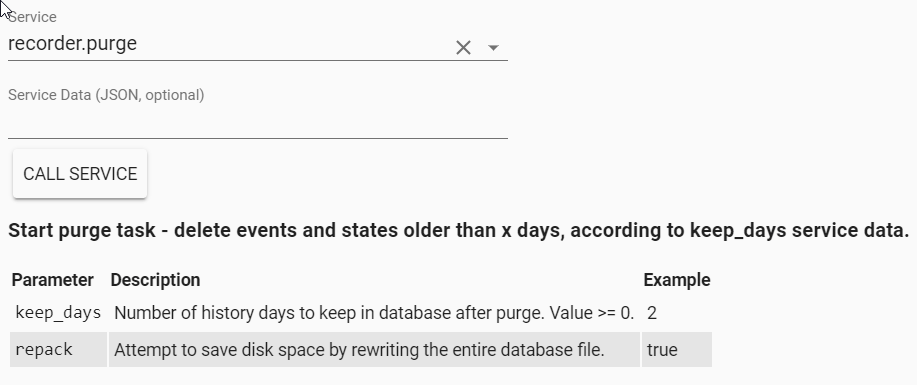 Service
recorder.purge
Service Data (JSON, optional)
CALL SERVICE
Start purge task - delete events and states older than x days, according to keep_days service data.
Parameter Description Example
keep_days Number of history days to keep in database after purge. Value >= 0. 2
repack Attempt to save disk space by rewriting the entire database file. true